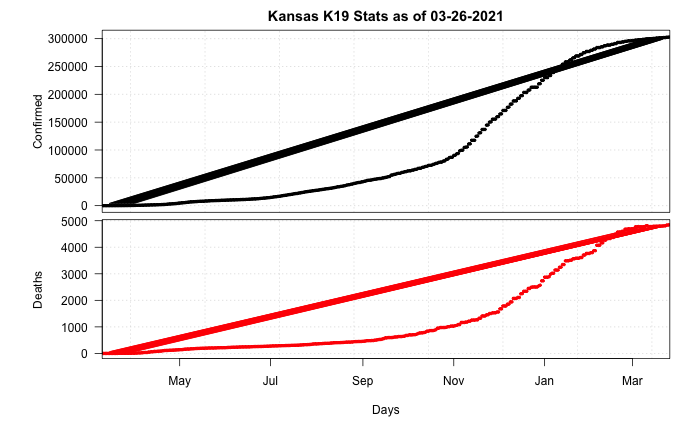 Kansas K19 Stats as of 03-26-2021
Confirmed
300000
250000
200000
150000
100000
50000
0
Deaths
5000
4000
3000
2000
1000
0
May Jul Sep Nov Jan Mar
Days